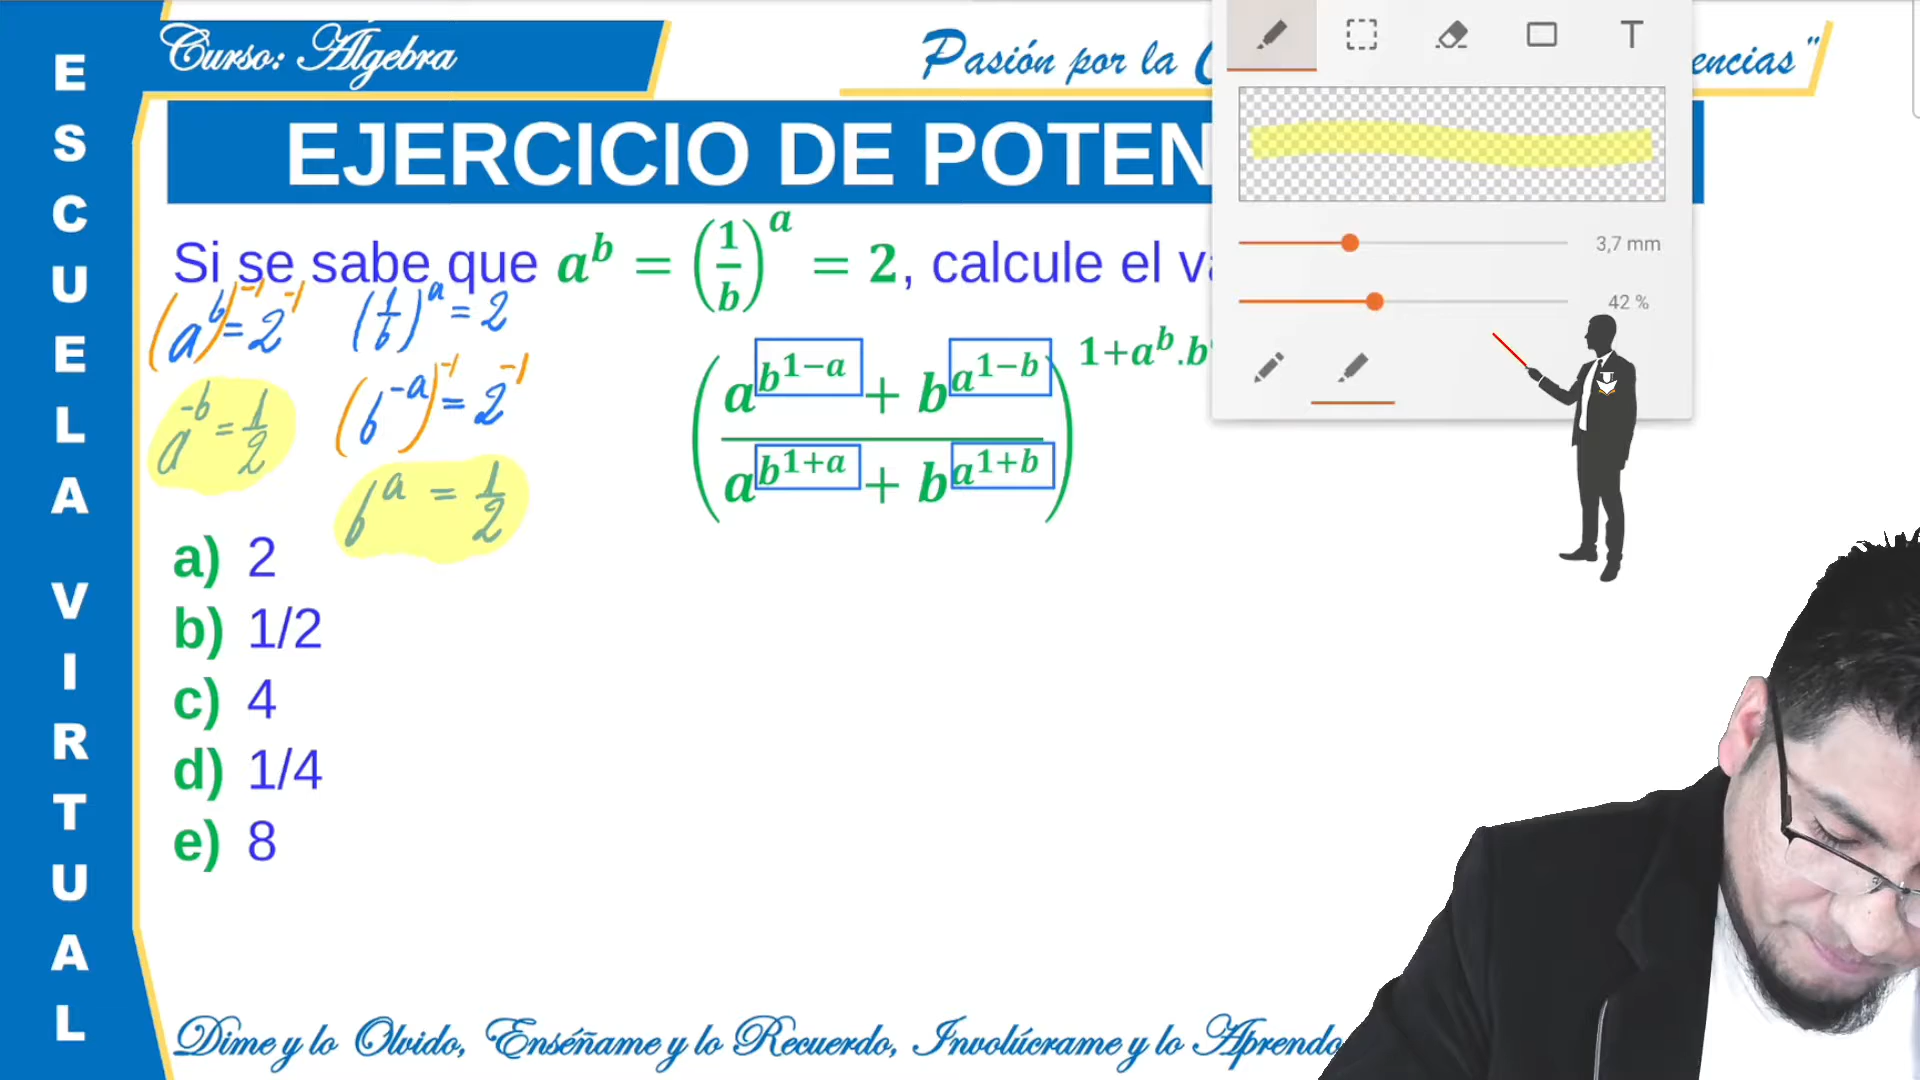 ESCUELA VIRTUAL
Curso: Álgebra
Pasión por la
encias"
EJERCICIO DE POTEN
Si se sabe que a^b = (1/b)^a = 2, calcule el v
(a^b)^-1 = 2^-1
(1/b)^a = 2
(b^-a)^-1 = 2^-1
a^-b = 1/2
b^a = 1/2
((a^(b^(1-a)) + b^(a^(1-b))) / (a^(b^(1+a)) + b^(a^(1+b))))^(1+a^b.b
a) 2
b) 1/2
c) 4
d) 1/4
e) 8
T
3,7 mm
42 %
Dime y lo Olvido, Enséñame y lo Recuerdo, Involúcrame y lo Aprendo